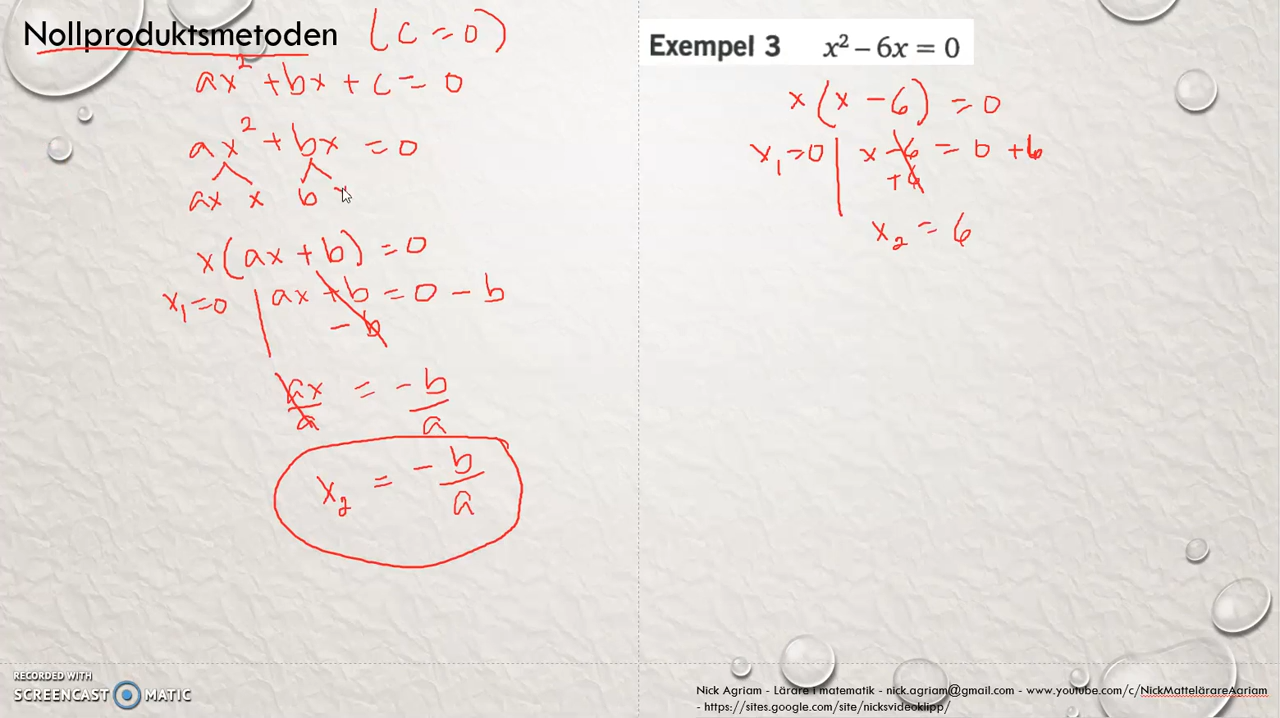 Nollproduktsmetoden (c = 0)
ax² + bx + c = 0
ax² + bx = 0
ax x b x
x(ax + b) = 0
x₁ = 0 | ax + b = 0 - b
- b
ax/a = -b/a
x₂ = -b/a
Exempel 3 x² – 6x = 0
x(x - 6) = 0
x₁ = 0 | x - 6 = 0 + 6
+ 6
x₂ = 6
RECORDED WITH
SCREENCAST MATIC
Nick Agriam - Lärare i matematik - nick.agriam@gmail.com - www.youtube.com/c/NickMattelärareAgriam
- https://sites.google.com/site/nicksvideoklipp/